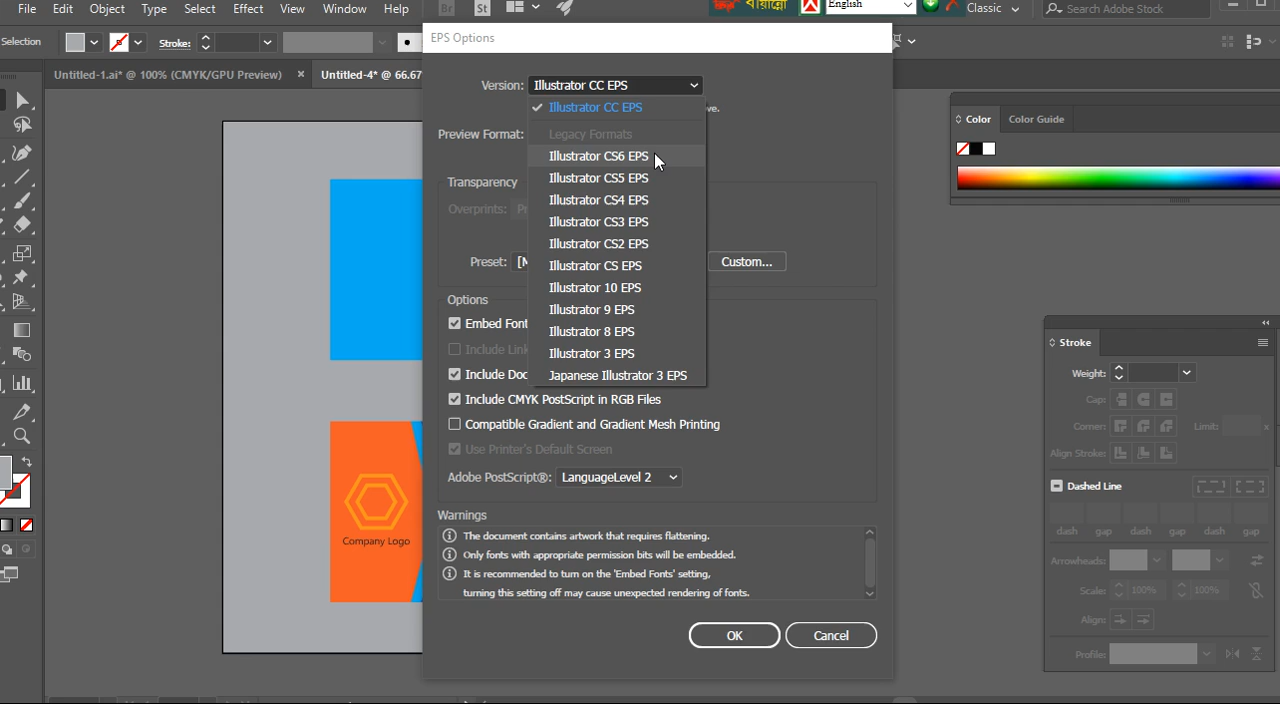 File Edit Object Type Select Effect View Window Help
Br St
বায়ান্নো
English
Classic
Search Adobe Stock
Selection
Stroke:
Untitled-1.ai* @ 100% (CMYK/GPU Preview) ×
Untitled-4* @ 66.67
EPS Options
Version: Illustrator CC EPS
Illustrator CC EPS
ve.
Preview Format:
Legacy Formats
Illustrator CS6 EPS
Illustrator CS5 EPS
Illustrator CS4 EPS
Illustrator CS3 EPS
Illustrator CS2 EPS
Illustrator CS EPS
Illustrator 10 EPS
Illustrator 9 EPS
Illustrator 8 EPS
Illustrator 3 EPS
Japanese Illustrator 3 EPS
Transparency
Overprints: Pr
Preset: [M
Custom...
Options
Embed Font
Include Link
Include Doc
Include CMYK PostScript in RGB Files
Compatible Gradient and Gradient Mesh Printing
Use Printer's Default Screen
Adobe PostScript®: LanguageLevel 2
Warnings
The document contains artwork that requires flattening.
Only fonts with appropriate permission bits will be embedded.
It is recommended to turn on the 'Embed Fonts' setting,
turning this setting off may cause unexpected rendering of fonts.
OK Cancel
Company Logo
Color Color Guide
Stroke
Weight:
Cap:
Corner: Limit: x
Align Stroke:
Dashed Line
dash gap dash gap dash gap
Arrowheads:
Scale: 100% 100%
Align:
Profile: